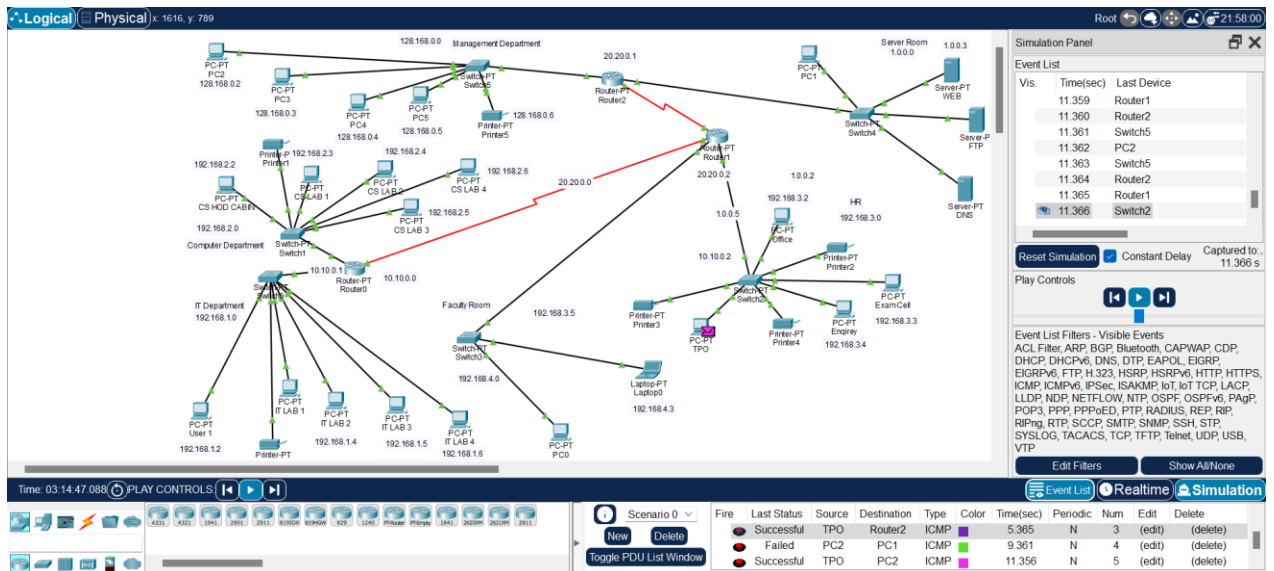 Logical Physical x: 1616, y: 789 Root 21:58:00
128.168.0.0 Management Department
PC-PT
PC2
128.168.0.2
PC-PT
PC3
128.168.0.3
PC-PT
PC4
128.168.0.4
PC-PT
PC5
128.168.0.5
Switch-PT
Switch5
128.168.0.6
Printer-PT
Printer5
20.20.0.1
Router-PT
Router2
Server Room
1.0.0.0
1.0.0.3
PC-PT
PC1
Server-PT
WEB
Switch-PT
Switch4
Server-P
FTP
Server-PT
DNS
Router-PT
Router1
20.20.0.2
20.20.0.0
192.168.2.2
Printer-P
Printer1
192.168.2.3
192.168.2.4
PC-PT
CS HOD CABIN
PC-PT
CS LAB 1
PC-PT
CS LAB 2
PC-PT
CS LAB 4
192.168.2.6
PC-PT
CS LAB 3
192.168.2.5
192.168.2.0
Computer Department
Switch-PT
Switch1
10.10.0.1
Router-PT
Router0
10.10.0.0
IT Department
192.168.1.0
PC-PT
User 1
192.168.1.2
PC-PT
IT LAB 1
Printer-PT
PC-PT
IT LAB 2
192.168.1.4
PC-PT
IT LAB 3
192.168.1.5
PC-PT
IT LAB 4
192.168.1.6
Faculty Room
192.168.3.5
Switch-PT
Switch3
192.168.4.0
Laptop-PT
Laptop0
192.168.4.3
PC-PT
PC0
1.0.0.2
1.0.0.5
10.10.0.2
HR
192.168.3.2
192.168.3.0
PC-PT
Office
Printer-PT
Printer2
Switch-PT
Switch2
PC-PT
ExamCell
192.168.3.3
Printer-PT
Printer3
PC-PT
TPO
Printer-PT
Printer4
PC-PT
Enqirey
192.168.3.4
Simulation Panel
Event List
Vis. Time(sec) Last Device
11.359 Router1
11.360 Router2
11.361 Switch5
11.362 PC2
11.363 Switch5
11.364 Router2
11.365 Router1
11.366 Switch2
Reset Simulation Constant Delay Captured to:,
11.366 s
Play Controls
Event List Filters - Visible Events
ACL Filter, ARP, BGP, Bluetooth, CAPWAP, CDP,
DHCP, DHCPv6, DNS, DTP, EAPOL, EIGRP,
EIGRPv6, FTP, H.323, HSRP, HSRPv6, HTTP, HTTPS,
ICMP, ICMPv6, IPSec, ISAKMP, IoT, IoT TCP, LACP,
LLDP, NDP, NETFLOW, NTP, OSPF, OSPFv6, PAgP,
POP3, PPP, PPPoED, PTP, RADIUS, REP, RIP,
RIPng, RTP, SCCP, SMTP, SNMP, SSH, STP,
SYSLOG, TACACS, TCP, TFTP, Telnet, UDP, USB,
VTP
Edit Filters Show All/None
Time: 03:14:47.088 PLAY CONTROLS: Event List Realtime Simulation
4331 4321 1941 2901 2911 819IOX 819HGW 829 1240 PT-Router PT-Empty 1841 2620XM 2621XM 2811
Scenario 0
New Delete
Toggle PDU List Window
Fire Last Status Source Destination Type Color Time(sec) Periodic Num Edit Delete
Successful TPO Router2 ICMP 5.365 N 3 (edit) (delete)
Failed PC2 PC1 ICMP 9.361 N 4 (edit) (delete)
Successful TPO PC2 ICMP 11.356 N 5 (edit) (delete)